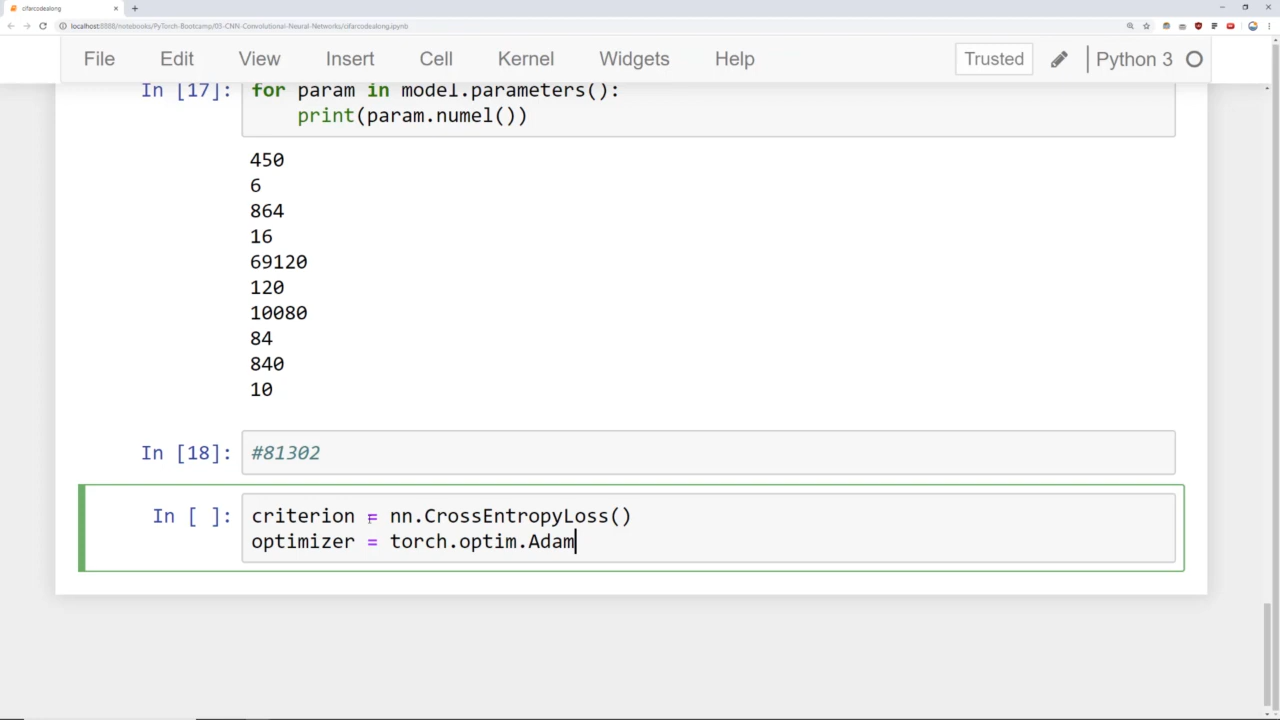 cifarcodealong
localhost:8888/notebooks/PyTorch-Bootcamp/03-CNN-Convolutional-Neural-Networks/cifarcodealong.ipynb
File Edit View Insert Cell Kernel Widgets Help Trusted Python 3
In [17]: for param in model.parameters():
print(param.numel())
450
6
864
16
69120
120
10080
84
840
10
In [18]: #81302
In [ ]: criterion = nn.CrossEntropyLoss()
optimizer = torch.optim.Adam